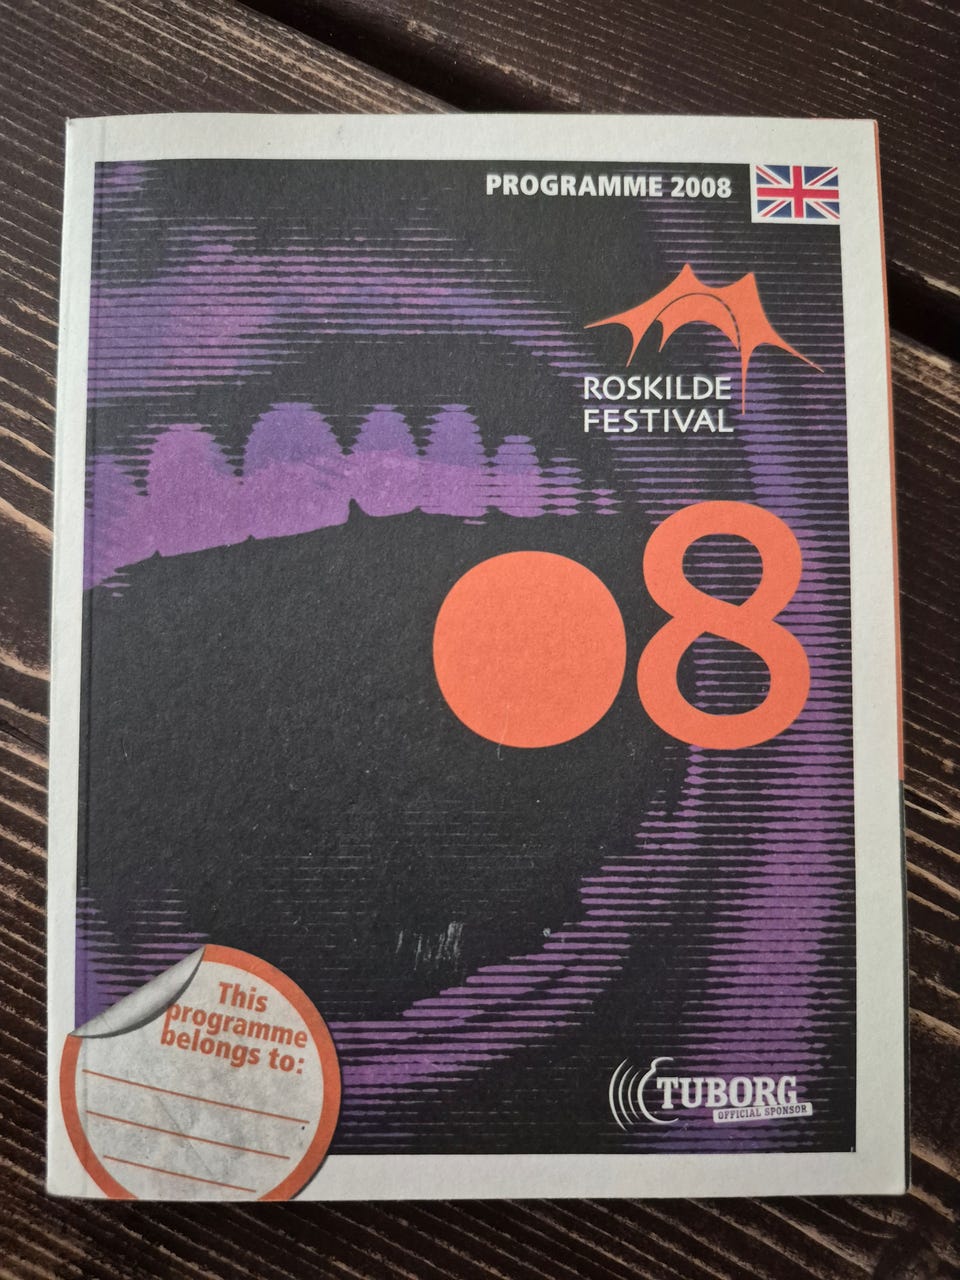 PROGRAMME 2008
ROSKILDE
FESTIVAL
08
This
programme
belongs to:
TUBORG
OFFICIAL SPONSOR